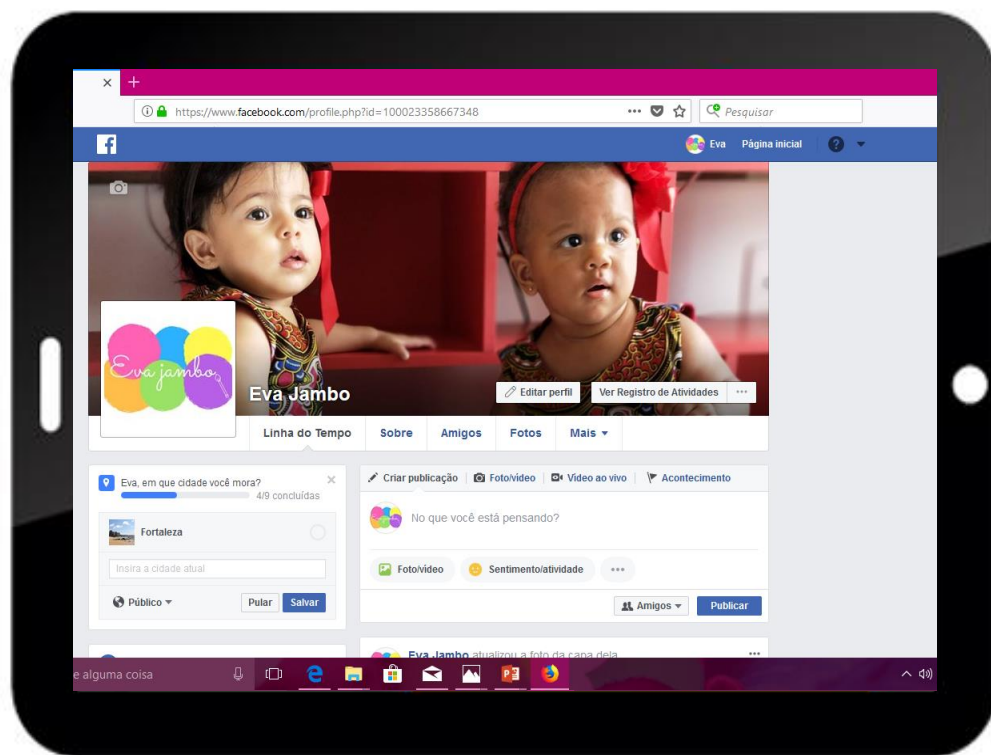 https://www.facebook.com/profile.php?id=100023358667348
Pesquisar
Eva Página inicial
Eva jambo
Eva Jambo
Editar perfil
Ver Registro de Atividades
Linha do Tempo Sobre Amigos Fotos Mais
Eva, em que cidade você mora?
4/9 concluídas
Fortaleza
Insira a cidade atual
Público Pular Salvar
Criar publicação Foto/vídeo Vídeo ao vivo Acontecimento
No que você está pensando?
Foto/vídeo Sentimento/atividade
Amigos Publicar
Eva Jambo atualizou a foto da capa dela
e alguma coisa